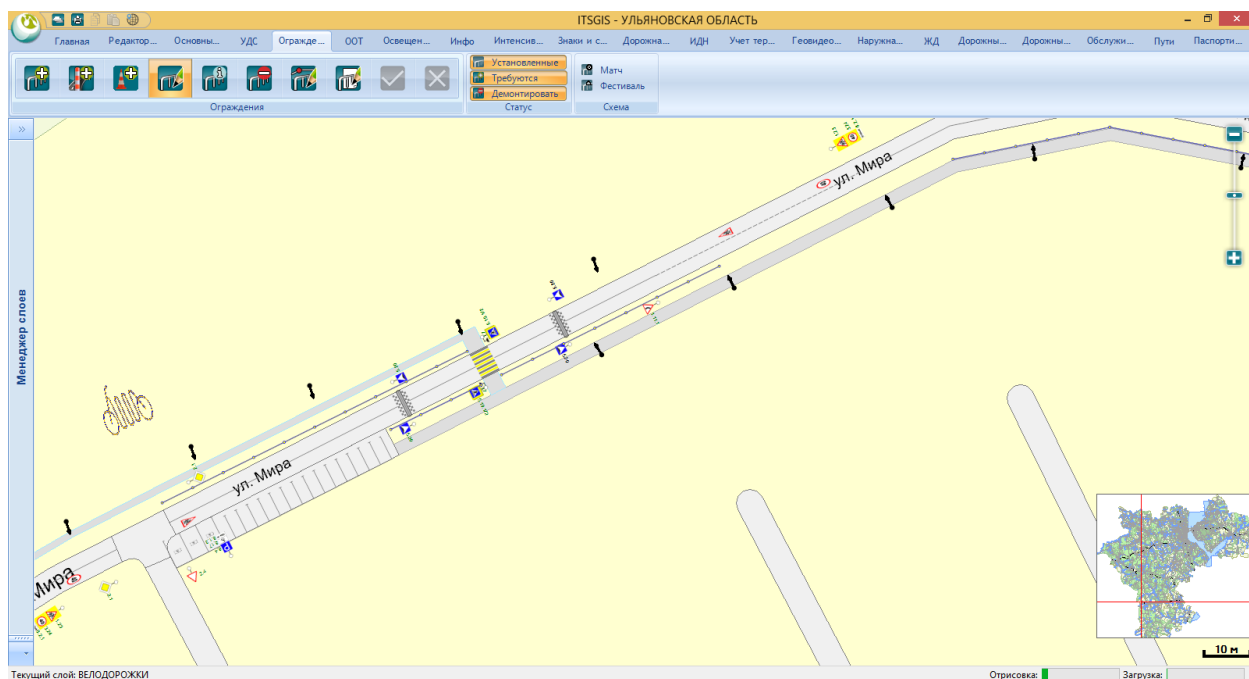 ITSGIS - УЛЬЯНОВСКАЯ ОБЛАСТЬ
Главная Редактор... Основны... УДС Огражде... ООТ Освещен... Инфо Интенсив... Знаки и с... Дорожна... ИДН Учет тер... Геовидео... Наружна... ЖД Дорожны... Дорожны... Обслужи... Пути Паспорти...
Установленные
Требуются
Демонтировать
Матч
Фестиваль
Ограждения Статус Схема
Менеджер слоев
ул. Мира
ул. Мира
Мира
10 м
Текущий слой: ВЕЛОДОРОЖКИ Отрисовка: Загрузка: